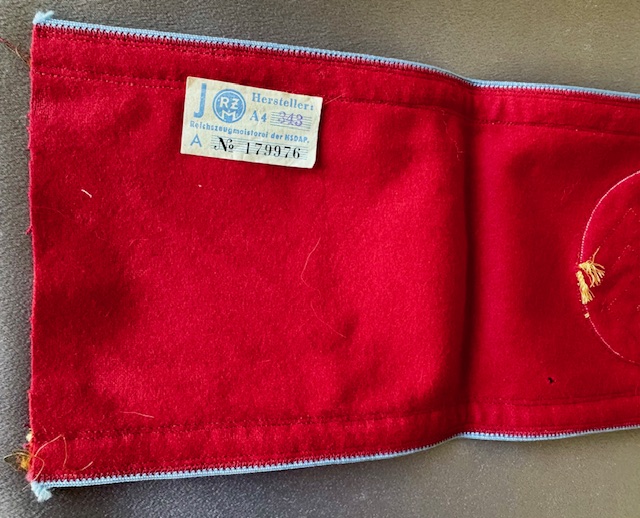 J RZM Hersteller:
A4 343
Reichszeugmeisterei der NSDAP.
A № 179976